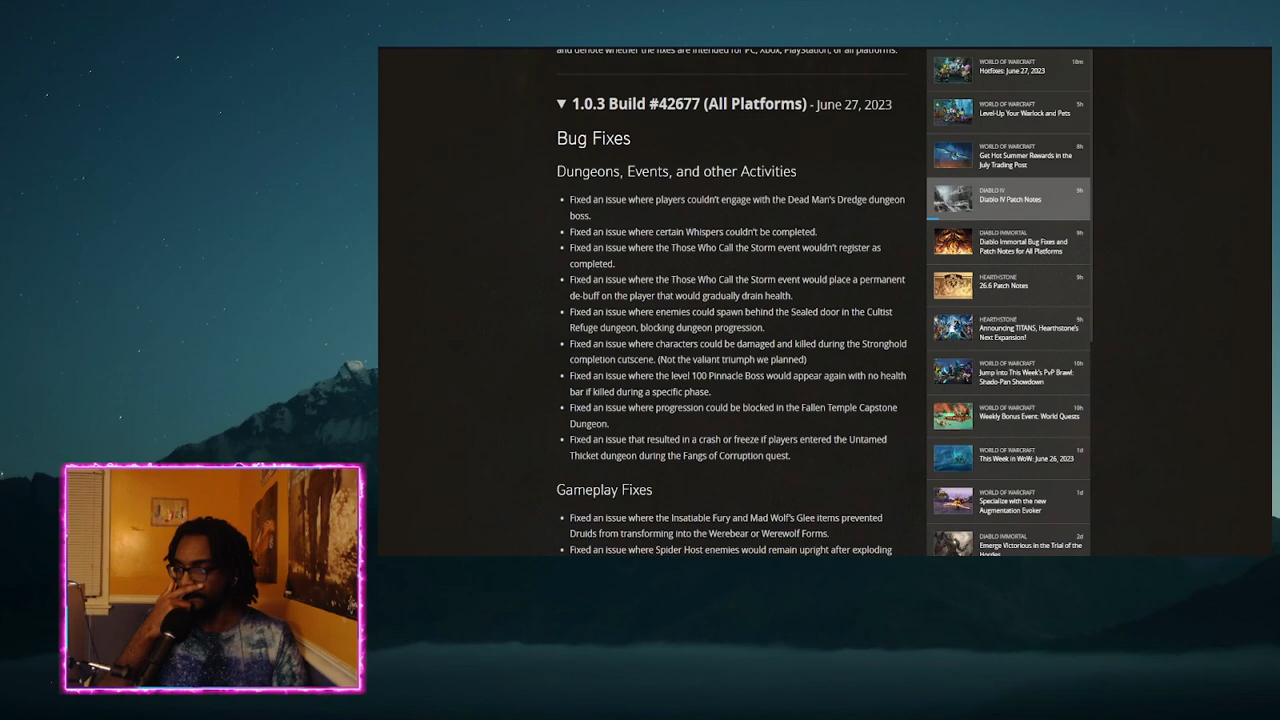 and denote whether the fixes are intended for PC, Xbox, PlayStation, or all platforms.
▼ 1.0.3 Build #42677 (All Platforms) - June 27, 2023
Bug Fixes
Dungeons, Events, and other Activities
• Fixed an issue where players couldn't engage with the Dead Man's Dredge dungeon
boss.
• Fixed an issue where certain Whispers couldn't be completed.
• Fixed an issue where the Those Who Call the Storm event wouldn't register as
completed.
• Fixed an issue where the Those Who Call the Storm event would place a permanent
de-buff on the player that would gradually drain health.
• Fixed an issue where enemies could spawn behind the Sealed door in the Cultist
Refuge dungeon, blocking dungeon progression.
• Fixed an issue where characters could be damaged and killed during the Stronghold
completion cutscene. (Not the valiant triumph we planned)
• Fixed an issue where the level 100 Pinnacle Boss would appear again with no health
bar if killed during a specific phase.
• Fixed an issue where progression could be blocked in the Fallen Temple Capstone
Dungeon.
• Fixed an issue that resulted in a crash or freeze if players entered the Untamed
Thicket dungeon during the Fangs of Corruption quest.
Gameplay Fixes
• Fixed an issue where the Insatiable Fury and Mad Wolf's Glee items prevented
Druids from transforming into the Werebear or Werewolf Forms.
• Fixed an issue where Spider Host enemies would remain upright after exploding
WORLD OF WARCRAFT 18m
Hotfixes: June 27, 2023
WORLD OF WARCRAFT 5h
Level-Up Your Warlock and Pets
WORLD OF WARCRAFT 8h
Get Hot Summer Rewards in the
July Trading Post
DIABLO IV 9h
Diablo IV Patch Notes
DIABLO IMMORTAL 9h
Diablo Immortal Bug Fixes and
Patch Notes for All Platforms
HEARTHSTONE 9h
26.6 Patch Notes
HEARTHSTONE 9h
Announcing TITANS, Hearthstone's
Next Expansion!
WORLD OF WARCRAFT 10h
Jump Into This Week's PvP Brawl:
Shado-Pan Showdown
WORLD OF WARCRAFT 10h
Weekly Bonus Event: World Quests
WORLD OF WARCRAFT 1d
This Week in WoW: June 26, 2023
WORLD OF WARCRAFT 1d
Specialize with the new
Augmentation Evoker
DIABLO IMMORTAL 2d
Emerge Victorious in the Trial of the
Hordes